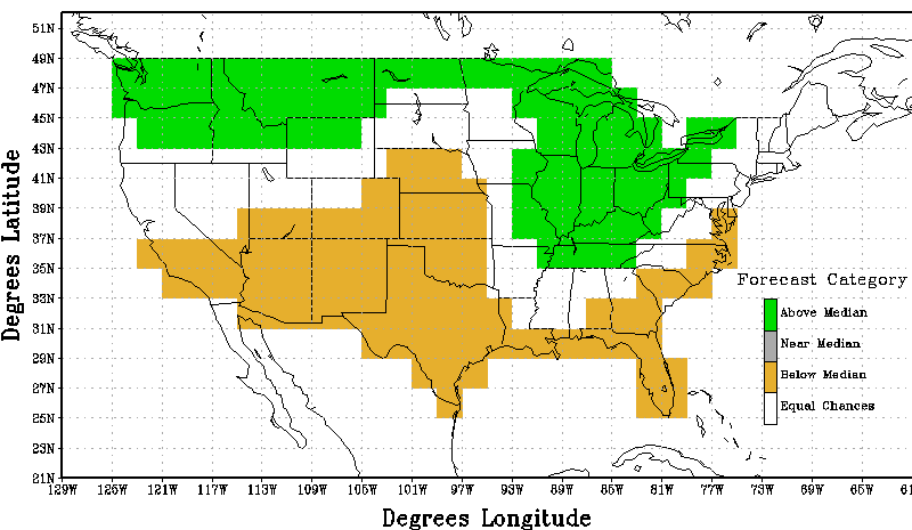 51N
49N
47N
45N
43N
41N
39N
37N
35N
33N
31N
29N
27N
25N
23N
21N
Degrees Latitude
Forecast Category
Above Median
Near Median
Below Median
Equal Chances
129W 125W 121W 117W 113W 109W 105W 101W 97W 93W 89W 85W 81W 77W 73W 69W 65W
Degrees Longitude